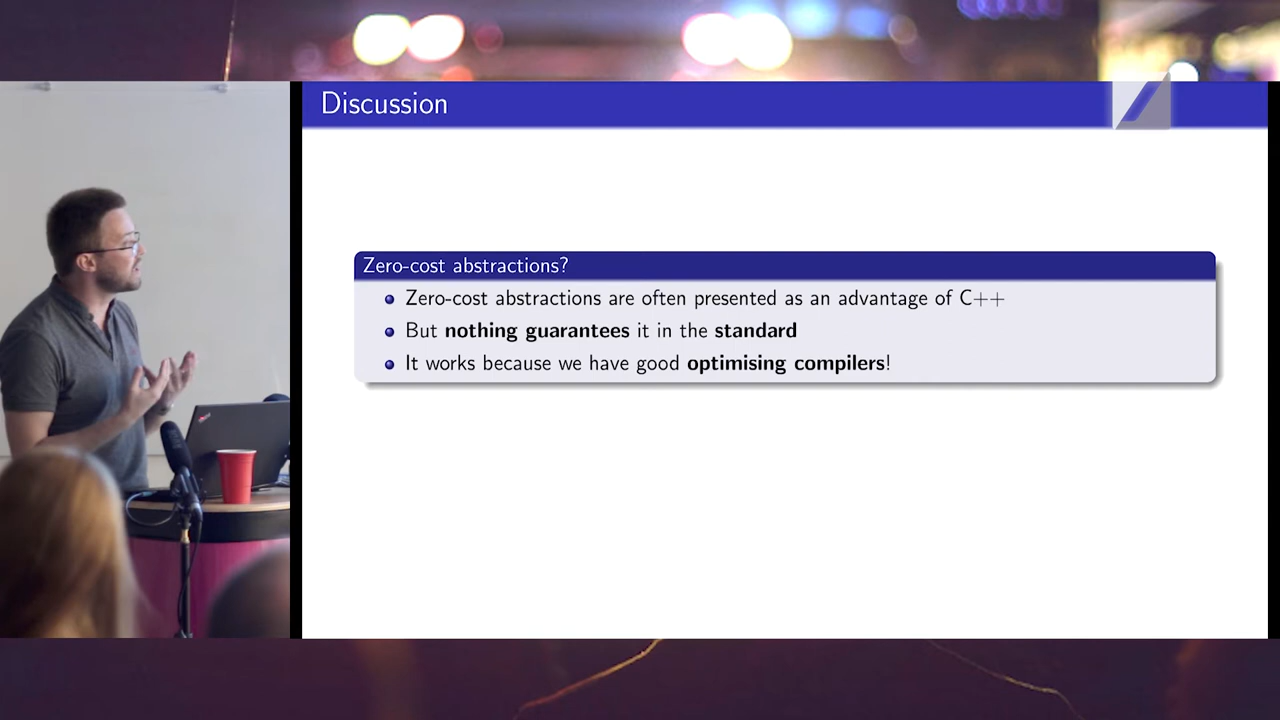 Discussion
Zero-cost abstractions?
Zero-cost abstractions are often presented as an advantage of C++
But nothing guarantees it in the standard
It works because we have good optimising compilers!